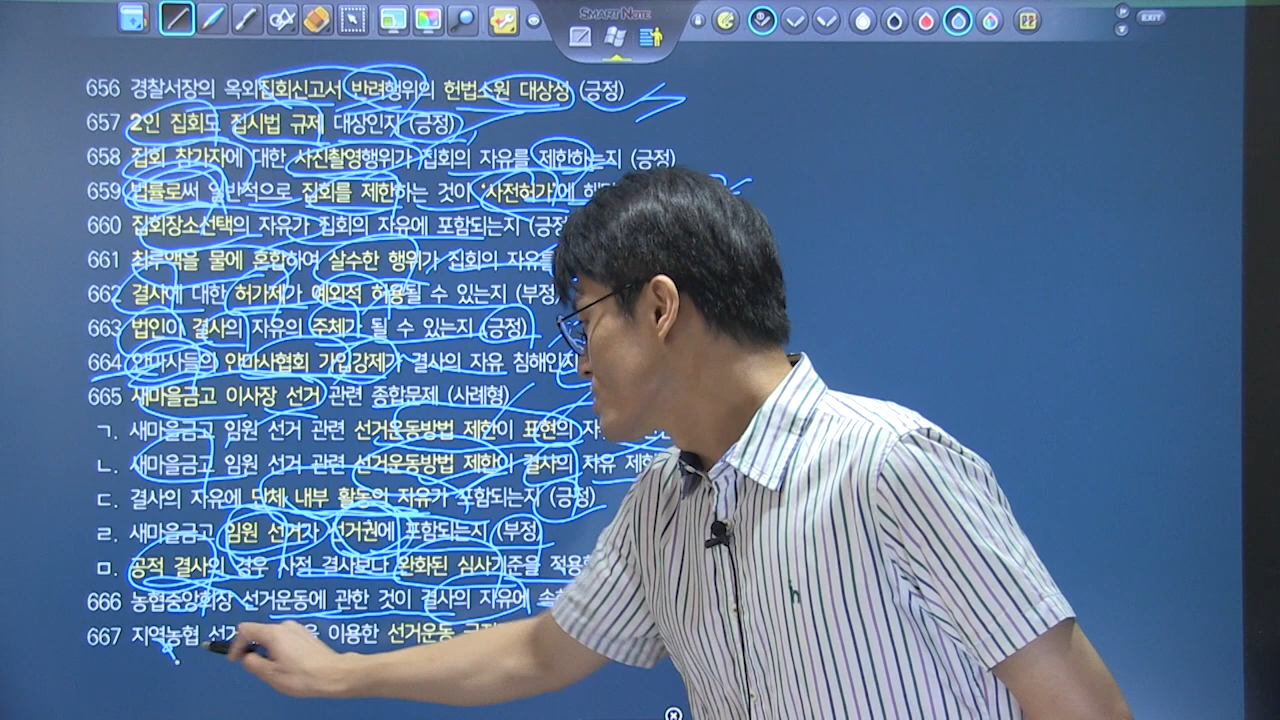 SMART NOTE
EXIT
656 경찰서장의 옥외집회신고서 반려행위의 헌법소원 대상성 (긍정)
657 2인 집회도 집시법 규제 대상인지 (긍정)
658 집회 참가자에 대한 사진촬영행위가 집회의 자유를 제한하는지 (긍정)
659 법률로써 일반적으로 집회를 제한하는 것이 '사전허가'에
660 집회장소선택의 자유가 집회의 자유에 포함되는지
661 최루액을 물에 혼합하여 살수한 행위가 집회의 자유를
662 결사에 대한 허가제가 예외적 허용될 수 있는지 (부정)
663 법인이 결사의 자유의 주체가 될 수 있는지 (긍정)
664 안마사들의 안마사협회 가입강제가 결사의 자유 침해인지
665 새마을금고 이사장 선거 관련 종합문제 (사례형)
ㄱ. 새마을금고 임원 선거 관련 선거운동방법 제한이 표현의
ㄴ. 새마을금고 임원 선거 관련 선거운동방법 제한이 결사의 자유
ㄷ. 결사의 자유에 단체 내부 활동의 자유가 포함되는지 (긍정)
ㄹ. 새마을금고 임원 선거가 선거권에 포함되는지 (부정)
ㅁ. 공적 결사의 경우 사적 결사보다 완화된 심사기준을
666 농협중앙회장 선거운동에 관한 것이 결사의 자유에
667 지역농협 이용한 선거운동